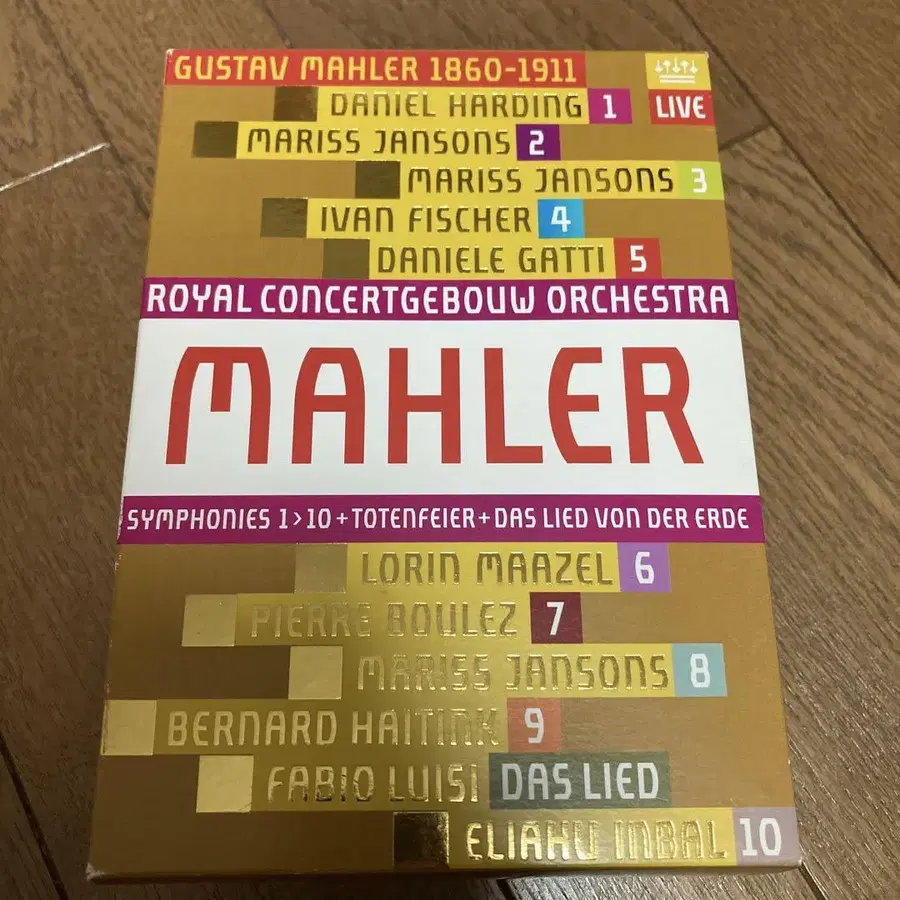 GUSTAV MAHLER 1860-1911
DANIEL HARDING 1 LIVE
MARISS JANSONS 2
MARISS JANSONS 3
IVAN FISCHER 4
DANIELE GATTI 5
ROYAL CONCERTGEBOUW ORCHESTRA
MAHLER
SYMPHONIES 1>10+TOTENFEIER+DAS LIED VON DER ERDE
LORIN MAAZEL 6
PIERRE BOULEZ 7
MARISS JANSONS 8
BERNARD HAITINK 9
FABIO LUISI DAS LIED
ELIAHU INBAL 10